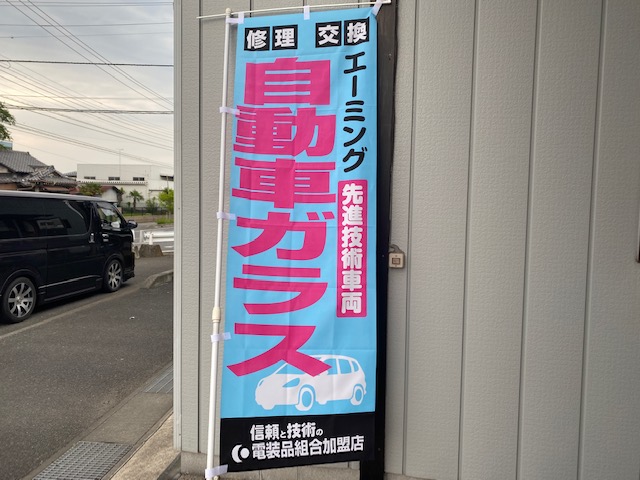 修理 交換
自動車ガラス
エーミング
先進技術車両
信頼と技術の
電装品組合加盟店